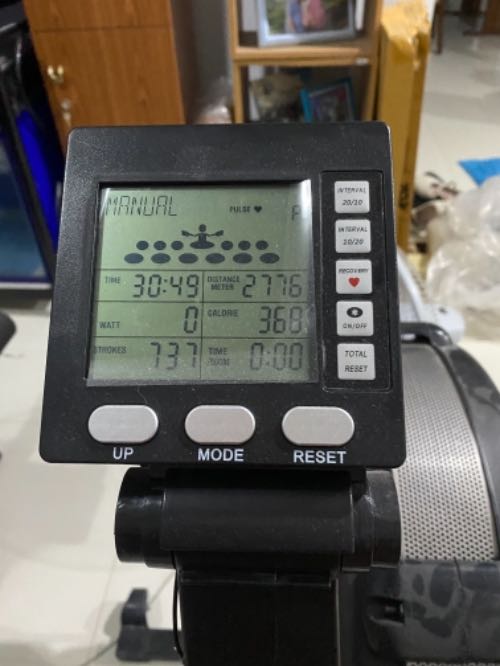 MANUAL PULSE P
INTERVAL 20/10
INTERVAL 10/20
RECOVERY
TIME 30:49 DISTANCE METER 2776
ON/OFF
WATT 0 CALORIE 368
STROKES 737 TIME /500M 0:00
TOTAL RESET
UP MODE RESET